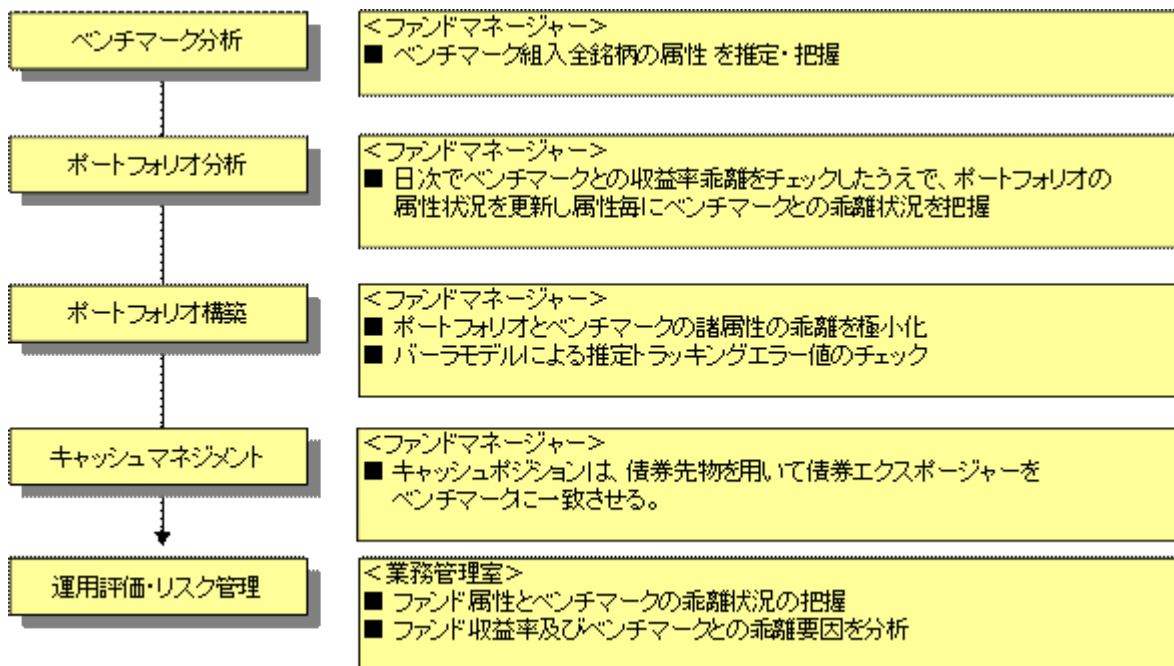 ベンチマーク分析
<ファンドマネージャー>
■ ベンチマーク組入全銘柄の属性 を推定・把握
ポートフォリオ分析
<ファンドマネージャー>
■ 日次でベンチマークとの収益率乖離をチェックしたうえで、ポートフォリオの
属性状況を更新し属性毎にベンチマークとの乖離状況を把握
ポートフォリオ構築
<ファンドマネージャー>
■ ポートフォリオとベンチマークの諸属性の乖離を極小化
■ バーラモデルによる推定トラッキングエラー値のチェック
キャッシュマネジメント
<ファンドマネージャー>
■ キャッシュポジションは、債券先物を用いて債券エクスポージャーを
ベンチマークに一致させる。
運用評価・リスク管理
<業務管理室>
■ ファンド属性とベンチマークの乖離状況の把握
■ ファンド収益率及びベンチマークとの乖離要因を分析